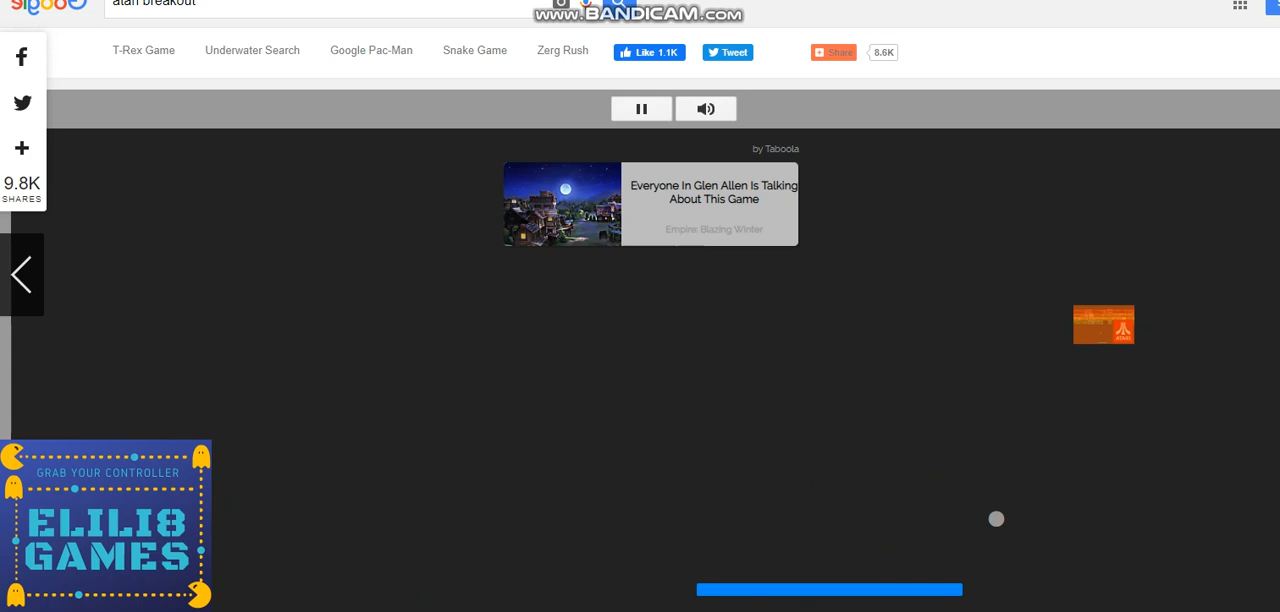 Google
atari breakout
www.BANDICAM.com
T-Rex Game Underwater Search Google Pac-Man Snake Game Zerg Rush Like 1.1K Tweet Share 8.6K
9.8K
SHARES
by Taboola
Everyone In Glen Allen Is Talking
About This Game
Empire: Blazing Winter
ATARI
GRAB YOUR CONTROLLER
ELILI8
GAMES